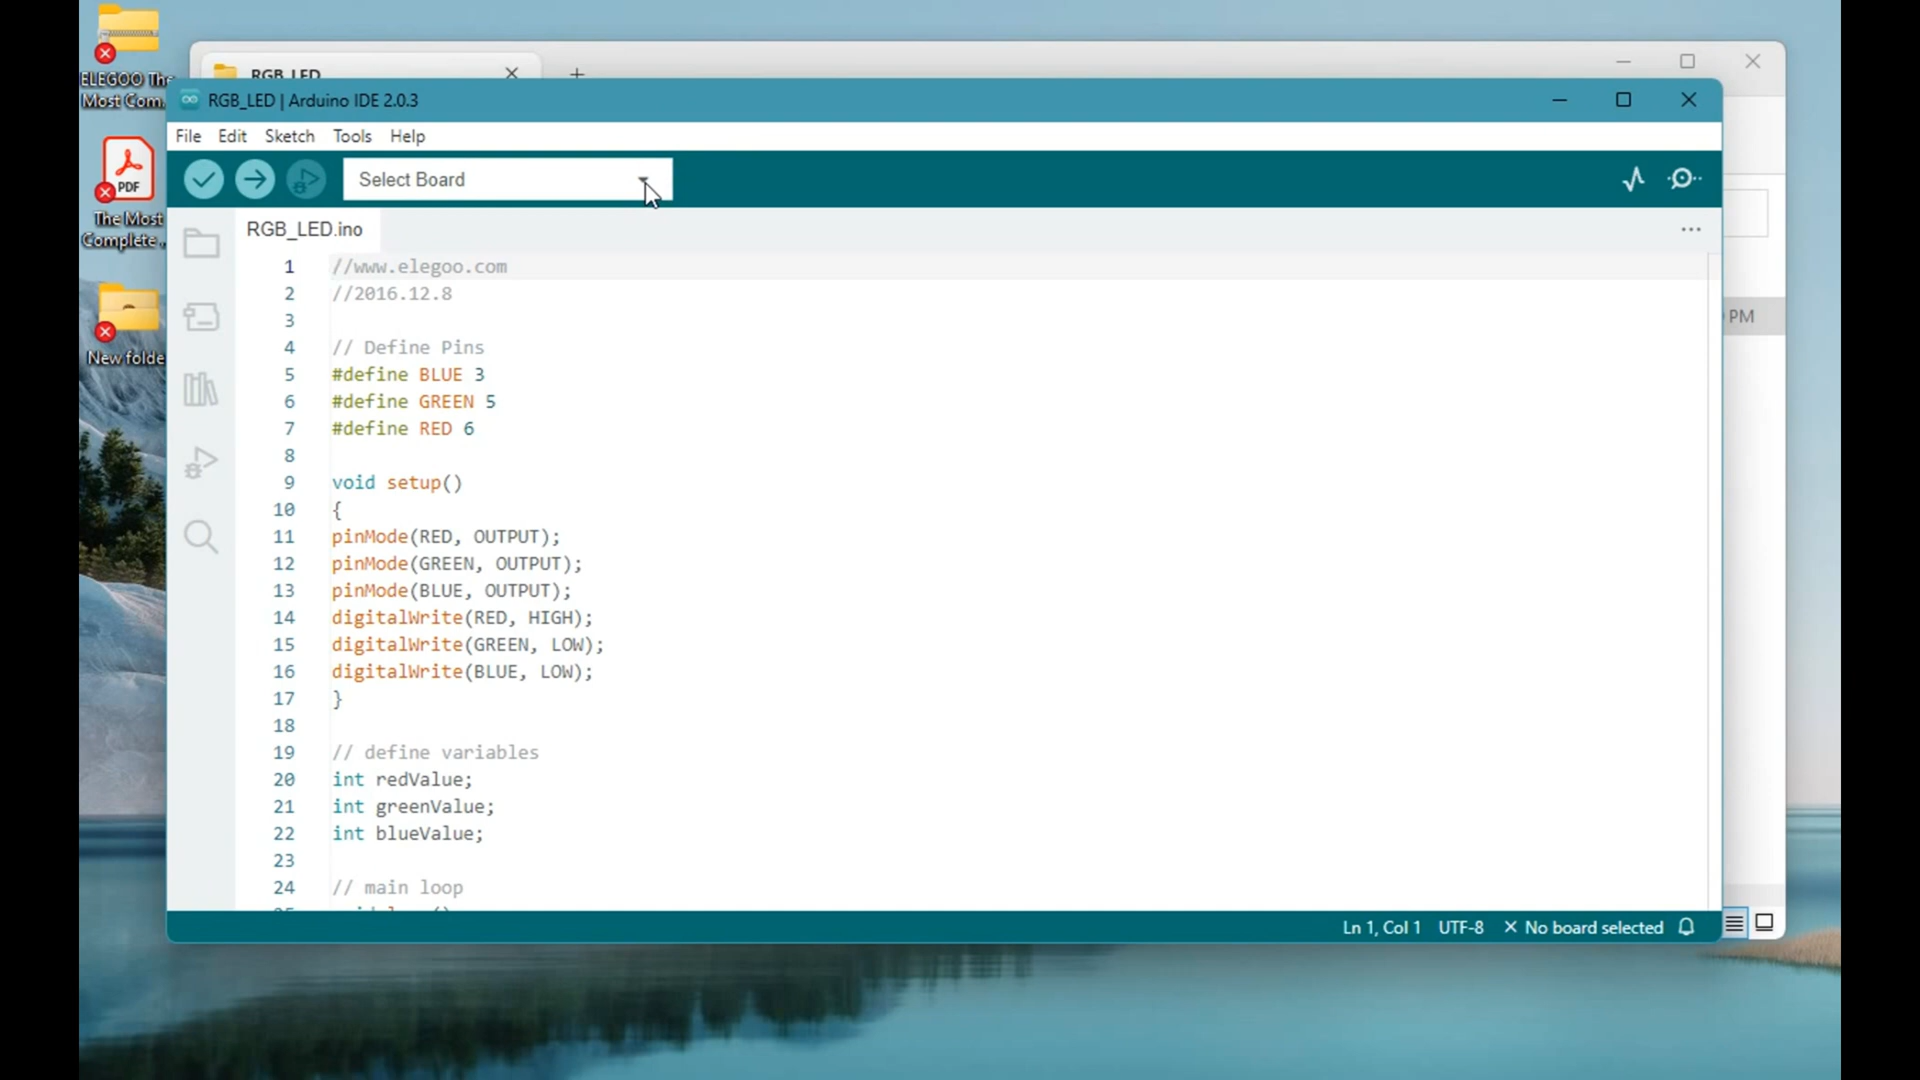 ELEGOO The
Most Com...
PDF
The Most
Complete ...
New folde
RGB_LED
RGB_LED | Arduino IDE 2.0.3
File Edit Sketch Tools Help
Select Board
RGB_LED.ino
1 //www.elegoo.com
2 //2016.12.8
3
4 // Define Pins
5 #define BLUE 3
6 #define GREEN 5
7 #define RED 6
8
9 void setup()
10 {
11 pinMode(RED, OUTPUT);
12 pinMode(GREEN, OUTPUT);
13 pinMode(BLUE, OUTPUT);
14 digitalWrite(RED, HIGH);
15 digitalWrite(GREEN, LOW);
16 digitalWrite(BLUE, LOW);
17 }
18
19 // define variables
20 int redValue;
21 int greenValue;
22 int blueValue;
23
24 // main loop
PM
Ln 1, Col 1 UTF-8 No board selected